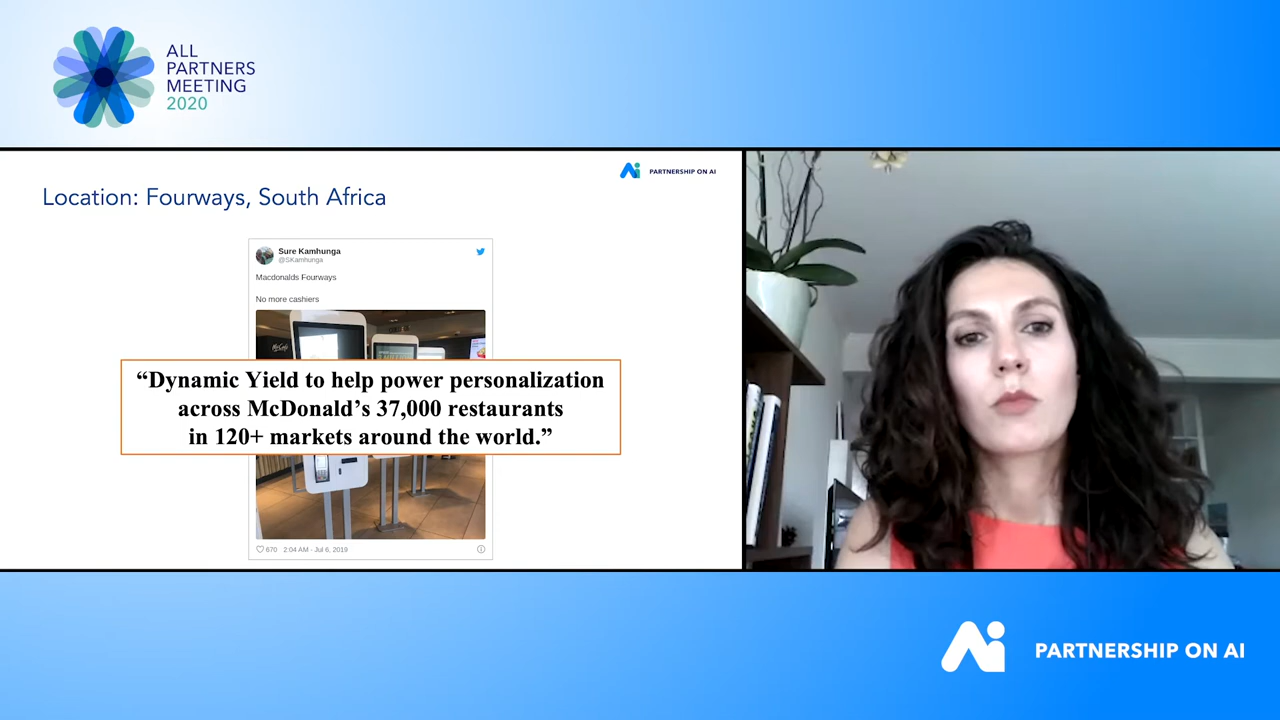 ALL
PARTNERS
MEETING
2020
PARTNERSHIP ON AI
Location: Fourways, South Africa
Sure Kamhunga
@SKamhunga
Macdonalds Fourways
No more cashiers
McCafé
“Dynamic Yield to help power personalization
across McDonald’s 37,000 restaurants
in 120+ markets around the world.”
670 2:04 AM - Jul 6, 2019
PARTNERSHIP ON AI